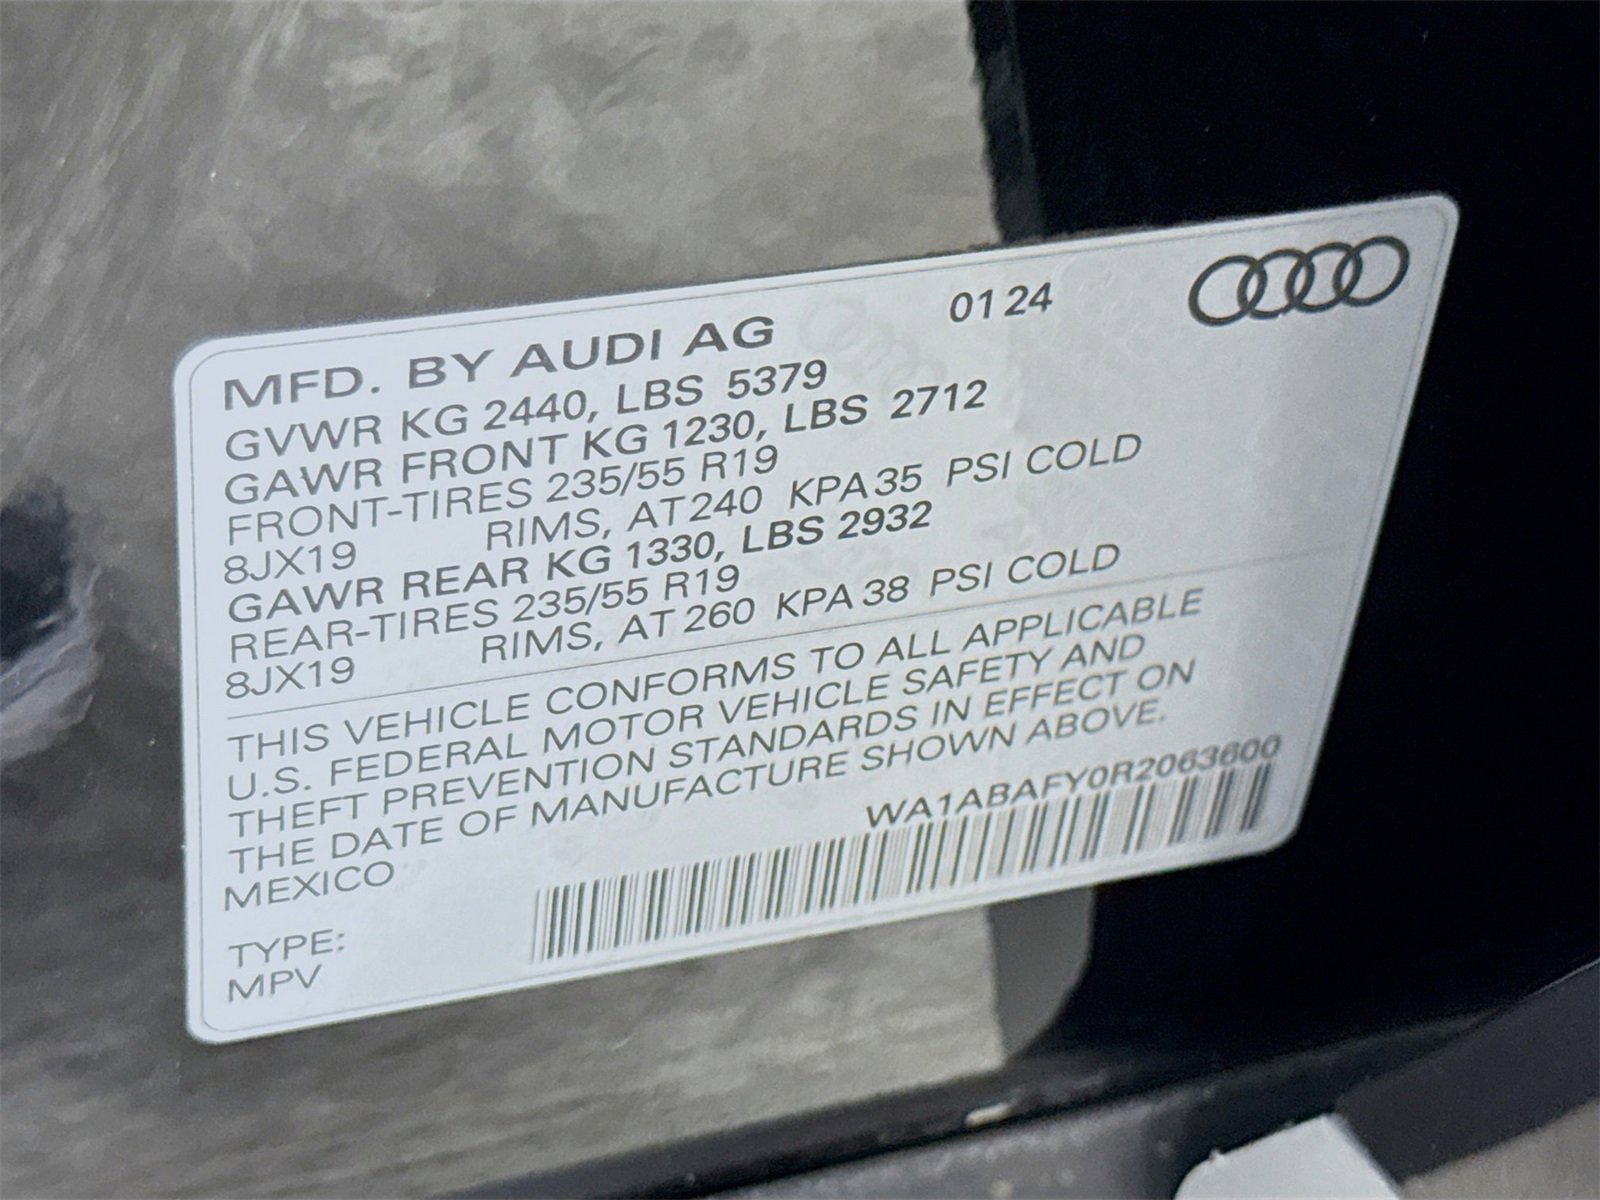 MFD. BY AUDI AG 01 24
GVWR KG 2440, LBS 5379
GAWR FRONT KG 1230, LBS 2712
FRONT-TIRES 235/55 R19
8JX19 RIMS, AT 240 KPA 35 PSI COLD
GAWR REAR KG 1330, LBS 2932
REAR-TIRES 235/55 R19
8JX19 RIMS, AT 260 KPA 38 PSI COLD
THIS VEHICLE CONFORMS TO ALL APPLICABLE
U.S. FEDERAL MOTOR VEHICLE SAFETY AND
THEFT PREVENTION STANDARDS IN EFFECT ON
THE DATE OF MANUFACTURE SHOWN ABOVE.
MEXICO WA1ABAFY0R2063600
TYPE:
MPV